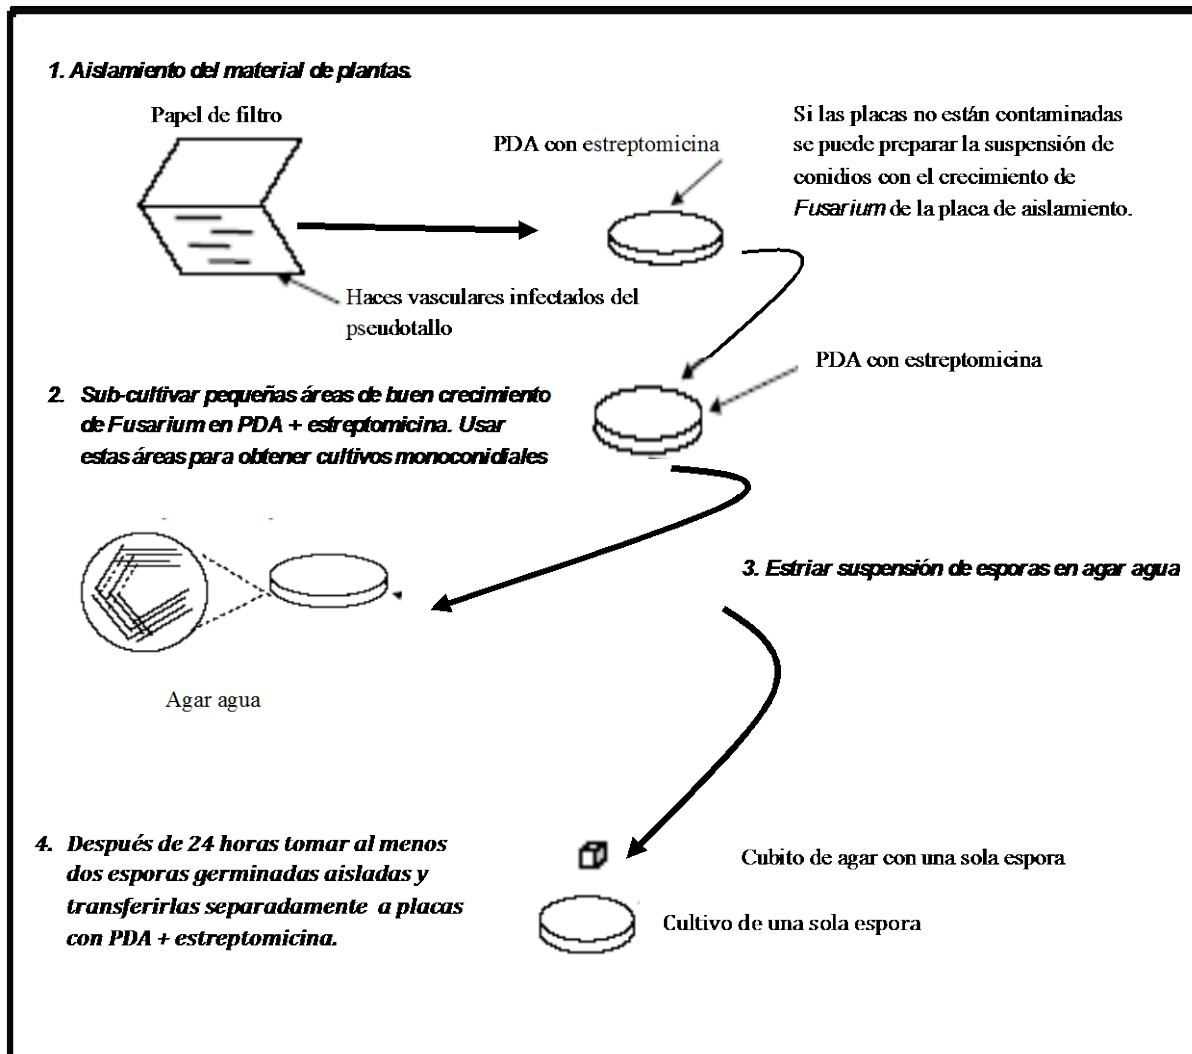 1. Aislamiento del material de plantas.
Papel de filtro
PDA con estreptomicina
Si las placas no están contaminadas
se puede preparar la suspensión de
conidios con el crecimiento de
Fusarium de la placa de aislamiento.
Haces vasculares infectados del
pseudotallo
PDA con estreptomicina
2. Sub-cultivar pequeñas áreas de buen crecimiento
de Fusarium en PDA + estreptomicina. Usar
estas áreas para obtener cultivos monoconidiales
3. Estriar suspensión de esporas en agar agua
Agar agua
4. Después de 24 horas tomar al menos
dos esporas germinadas aisladas y
transferirlas separadamente a placas
con PDA + estreptomicina.
Cubito de agar con una sola espora
Cultivo de una sola espora